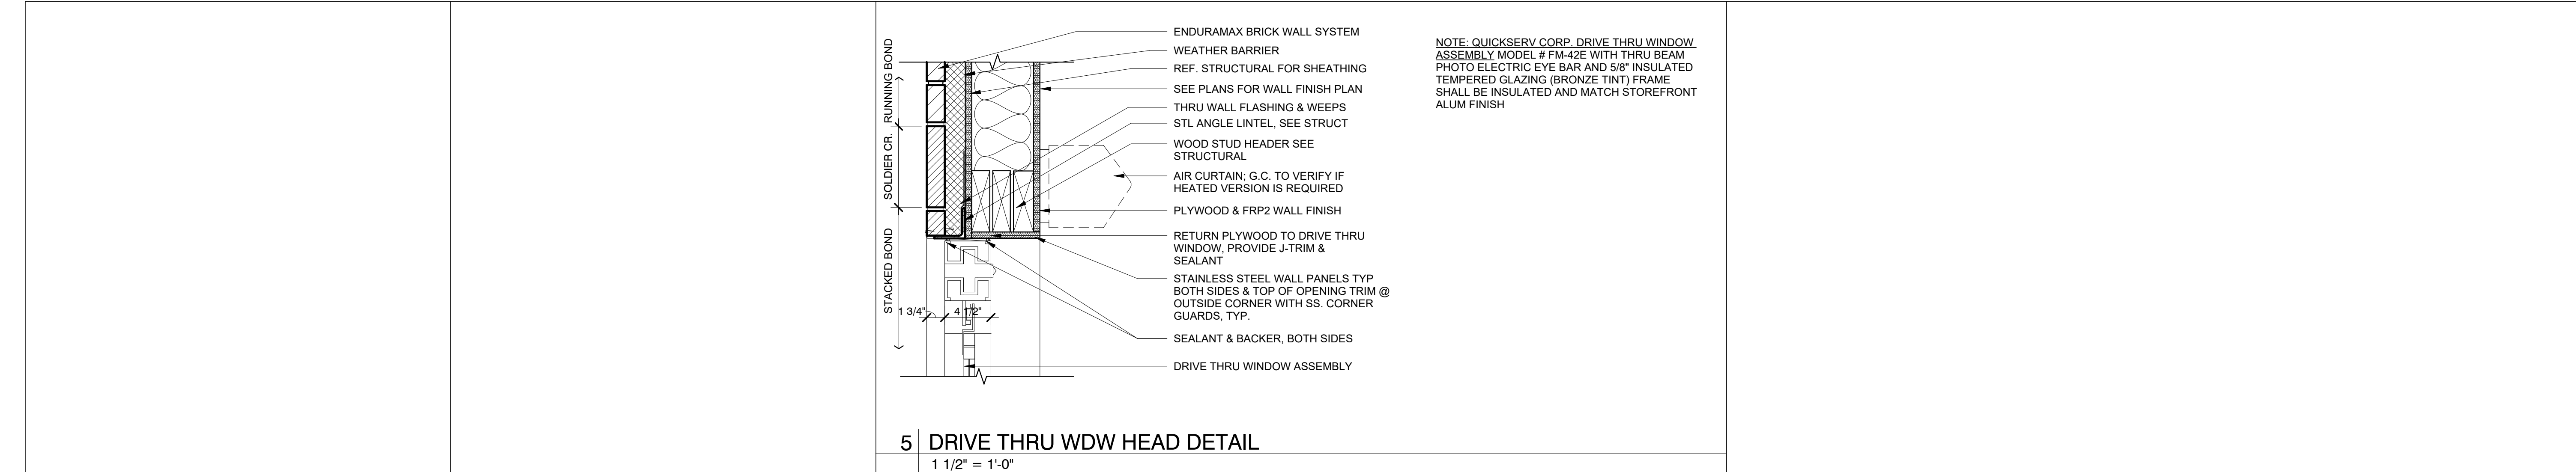 RUNNING BOND
SOLDIER CR.
STACKED BOND
1 3/4"
4 1/2"
ENDURAMAX BRICK WALL SYSTEM
WEATHER BARRIER
REF. STRUCTURAL FOR SHEATHING
SEE PLANS FOR WALL FINISH PLAN
THRU WALL FLASHING & WEEPS
STL ANGLE LINTEL, SEE STRUCT
WOOD STUD HEADER SEE
STRUCTURAL
AIR CURTAIN; G.C. TO VERIFY IF
HEATED VERSION IS REQUIRED
PLYWOOD & FRP2 WALL FINISH
RETURN PLYWOOD TO DRIVE THRU
WINDOW, PROVIDE J-TRIM &
SEALANT
STAINLESS STEEL WALL PANELS TYP
BOTH SIDES & TOP OF OPENING TRIM @
OUTSIDE CORNER WITH SS. CORNER
GUARDS, TYP.
SEALANT & BACKER, BOTH SIDES
DRIVE THRU WINDOW ASSEMBLY
NOTE: QUICKSERV CORP. DRIVE THRU WINDOW
ASSEMBLY MODEL # FM-42E WITH THRU BEAM
PHOTO ELECTRIC EYE BAR AND 5/8" INSULATED
TEMPERED GLAZING (BRONZE TINT) FRAME
SHALL BE INSULATED AND MATCH STOREFRONT
ALUM FINISH
5 DRIVE THRU WDW HEAD DETAIL
1 1/2" = 1'-0"